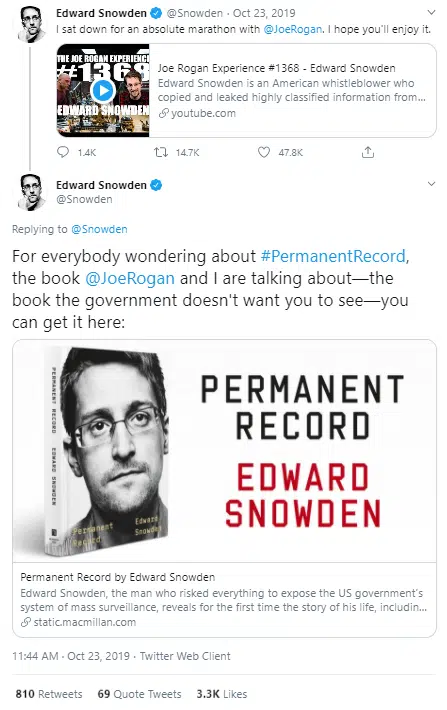 Edward Snowden @Snowden · Oct 23, 2019
I sat down for an absolute marathon with @JoeRogan. I hope you'll enjoy it.
THE JOE ROGAN EXPERIENCE
#1368
EDWARD SNOWDEN
Joe Rogan Experience #1368 - Edward Snowden
Edward Snowden is an American whistleblower who
copied and leaked highly classified information from...
youtube.com
1.4K 14.7K 47.8K
Edward Snowden
@Snowden
Replying to @Snowden
For everybody wondering about #PermanentRecord,
the book @JoeRogan and I are talking about—the
book the government doesn't want you to see—you
can get it here:
PERMANENT RECORD EDWARD SNOWDEN
Permanent
Record
Edward
Snowden
PERMANENT
RECORD
EDWARD
SNOWDEN
Permanent Record by Edward Snowden
Edward Snowden, the man who risked everything to expose the US government's
system of mass surveillance, reveals for the first time the story of his life, includin...
static.macmillan.com
11:44 AM · Oct 23, 2019 · Twitter Web Client
810 Retweets 69 Quote Tweets 3.3K Likes